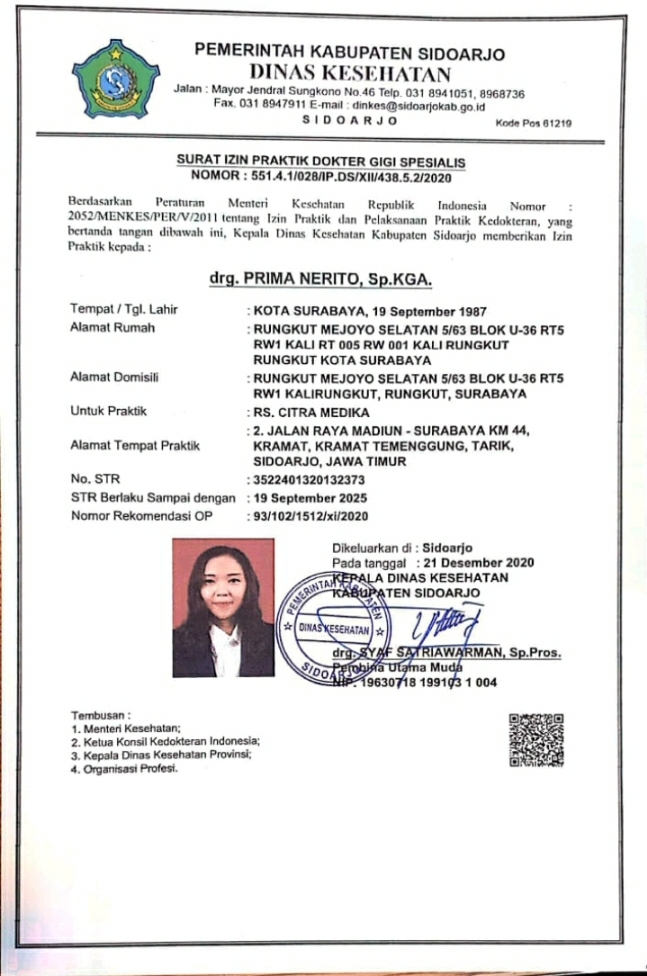 PEMERINTAH KABUPATEN SIDOARJO
DINAS KESEHATAN
Jalan : Mayor Jendral Sungkono No.46 Telp. 031 8941051, 8968736
Fax. 031 8947911 E-mail : dinkes@sidoarjokab.go.id
S I D O A R J O
Kode Pos 61219
SURAT IZIN PRAKTIK DOKTER GIGI SPESIALIS
NOMOR : 551.4.1/028/IP.DS/XII/438.5.2/2020
Berdasarkan Peraturan Menteri Kesehatan Republik Indonesia Nomor :
2052/MENKES/PER/V/2011 tentang Izin Praktik dan Pelaksanaan Praktik Kedokteran, yang
bertanda tangan dibawah ini, Kepala Dinas Kesehatan Kabupaten Sidoarjo memberikan Izin
Praktik kepada :
drg. PRIMA NERITO, Sp.KGA.
Tempat / Tgl. Lahir : KOTA SURABAYA, 19 September 1987
Alamat Rumah : RUNGKUT MEJOYO SELATAN 5/63 BLOK U-36 RT5
RW1 KALI RT 005 RW 001 KALI RUNGKUT
RUNGKUT KOTA SURABAYA
Alamat Domisili : RUNGKUT MEJOYO SELATAN 5/63 BLOK U-36 RT5
RW1 KALIRUNGKUT, RUNGKUT, SURABAYA
Untuk Praktik : RS. CITRA MEDIKA
: 2. JALAN RAYA MADIUN - SURABAYA KM 44,
Alamat Tempat Praktik KRAMAT, KRAMAT TEMENGGUNG, TARIK,
SIDOARJO, JAWA TIMUR
No. STR : 3522401320132373
STR Berlaku Sampai dengan : 19 September 2025
Nomor Rekomendasi OP : 93/102/1512/xi/2020
Dikeluarkan di : Sidoarjo
Pada tanggal : 21 Desember 2020
KEPALA DINAS KESEHATAN
KABUPATEN SIDOARJO
PEMERINTAH KABUPATEN
DINAS KESEHATAN
SIDOARJO
drg. SYAF SATRIAWARMAN, Sp.Pros.
Pembina Utama Muda
NIP. 19630718 199103 1 004
Tembusan :
1. Menteri Kesehatan;
2. Ketua Konsil Kedokteran Indonesia;
3. Kepala Dinas Kesehatan Provinsi;
4. Organisasi Profesi.